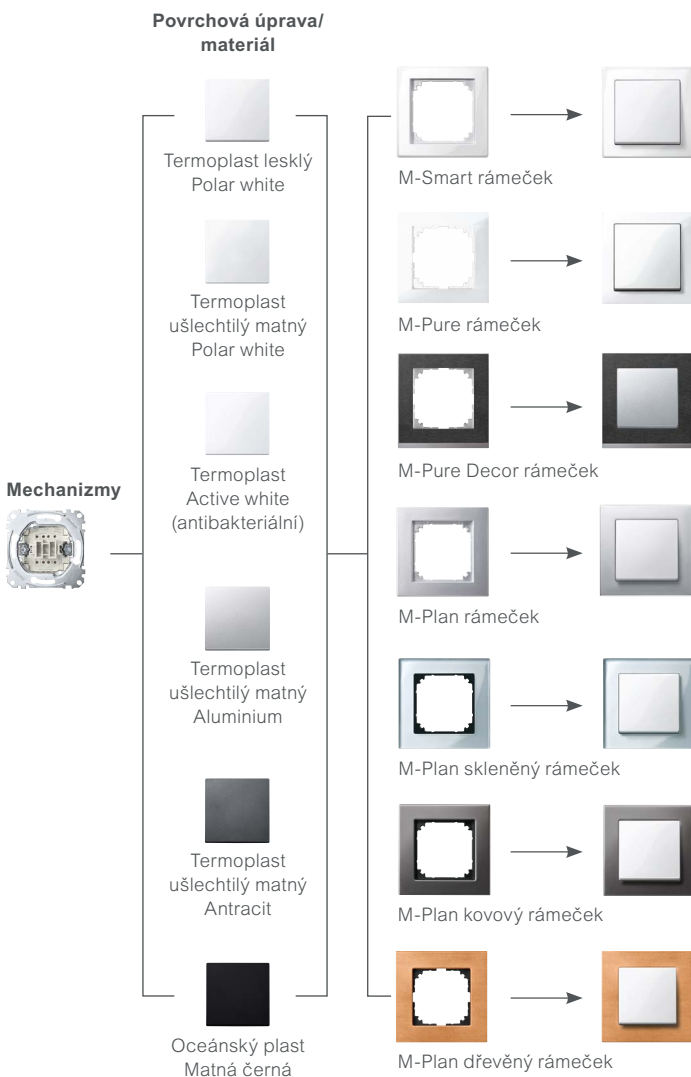 Povrchová úprava/
materiál
Termoplast lesklý
Polar white
Termoplast
ušlechtilý matný
Polar white
Termoplast
Active white
(antibakteriální)
Mechanizmy
Termoplast
ušlechtilý matný
Aluminium
Termoplast
ušlechtilý matný
Antracit
Oceánský plast
Matná černá
M-Smart rámeček
M-Pure rámeček
M-Pure Decor rámeček
M-Plan rámeček
M-Plan skleněný rámeček
M-Plan kovový rámeček
M-Plan dřevěný rámeček